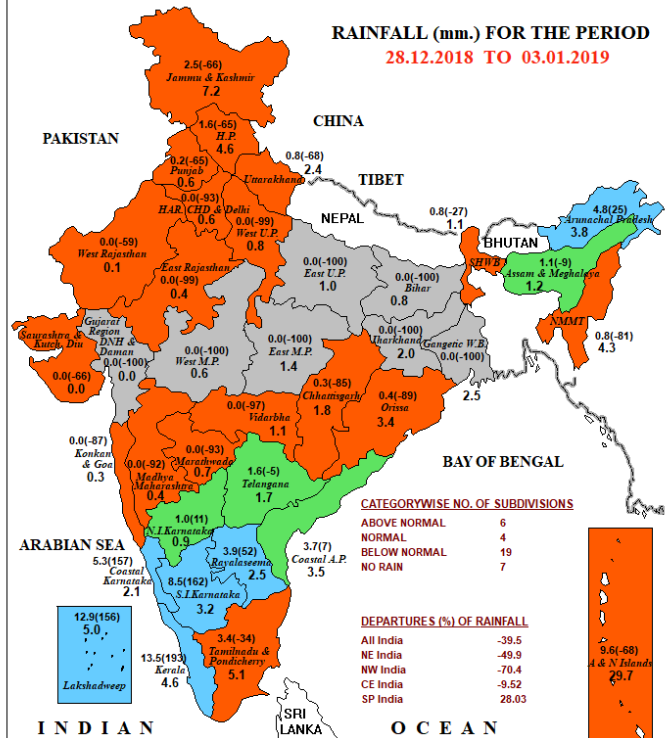 RAINFALL (mm.) FOR THE PERIOD
28.12.2018 TO 03.01.2019
2.5(-66)
Jammu & Kashmir
7.2
CHINA
1.6(-65)
H.P.
4.6
PAKISTAN
0.2(-65)
Punjab
0.6
0.8(-68)
2.4
Uttarakhand
TIBET
0.0(-93)
HAR. CHD & Delhi
0.6
0.0(-99)
West U.P.
0.8
NEPAL
0.8(-27)
1.1
4.8(25)
Arunachal Pradesh
3.8
BHUTAN
0.0(-59)
West Rajasthan
0.1
East Rajasthan
0.0(-99)
0.4
0.0(-100)
East U.P.
1.0
0.0(-100)
Bihar
0.8
SHWB
1.1(-9)
Assam & Meghalaya
1.2
NMMT
0.8(-81)
4.3
Saurashtra &
Kutch, Diu
0.0(-66)
0.0
Gujarat
Region
DNH &
Daman
0.0(-100)
0.0
0.0(-100)
West M.P.
0.6
0.0(-100)
East M.P.
1.4
0.0(-100)
Jharkhand
2.0
Gangetic W.B.
0.0(-100)
2.5
0.3(-85)
Chhattisgarh
1.8
0.4(-89)
Orissa
3.4
0.0(-97)
Vidarbha
1.1
0.0(-87)
Konkan
& Goa
0.3
0.0(-92)
Madhya
Maharashtra
0.4
0.0(-93)
Marathwada
0.7
1.6(-5)
Telangana
1.7
BAY OF BENGAL
CATEGORYWISE NO. OF SUBDIVISIONS
ABOVE NORMAL 6
NORMAL 4
BELOW NORMAL 19
NO RAIN 7
1.0(11)
N.I.Karnataka
0.9
ARABIAN SEA
5.3(157)
Coastal
Karnataka
2.1
3.9(52)
Rayalaseema
2.5
3.7(7)
Coastal A.P.
3.5
8.5(162)
S.I.Karnataka
3.2
DEPARTURES (%) OF RAINFALL
All India -39.5
NE India -49.9
NW India -70.4
CE India -9.52
SP India 28.03
12.9(156)
5.0
Lakshadweep
13.5(193)
Kerala
4.6
3.4(-34)
Tamilnadu &
Pondicherry
5.1
9.6(-68)
A & N Islands
29.7
SRI
LANKA
INDIAN OCEAN